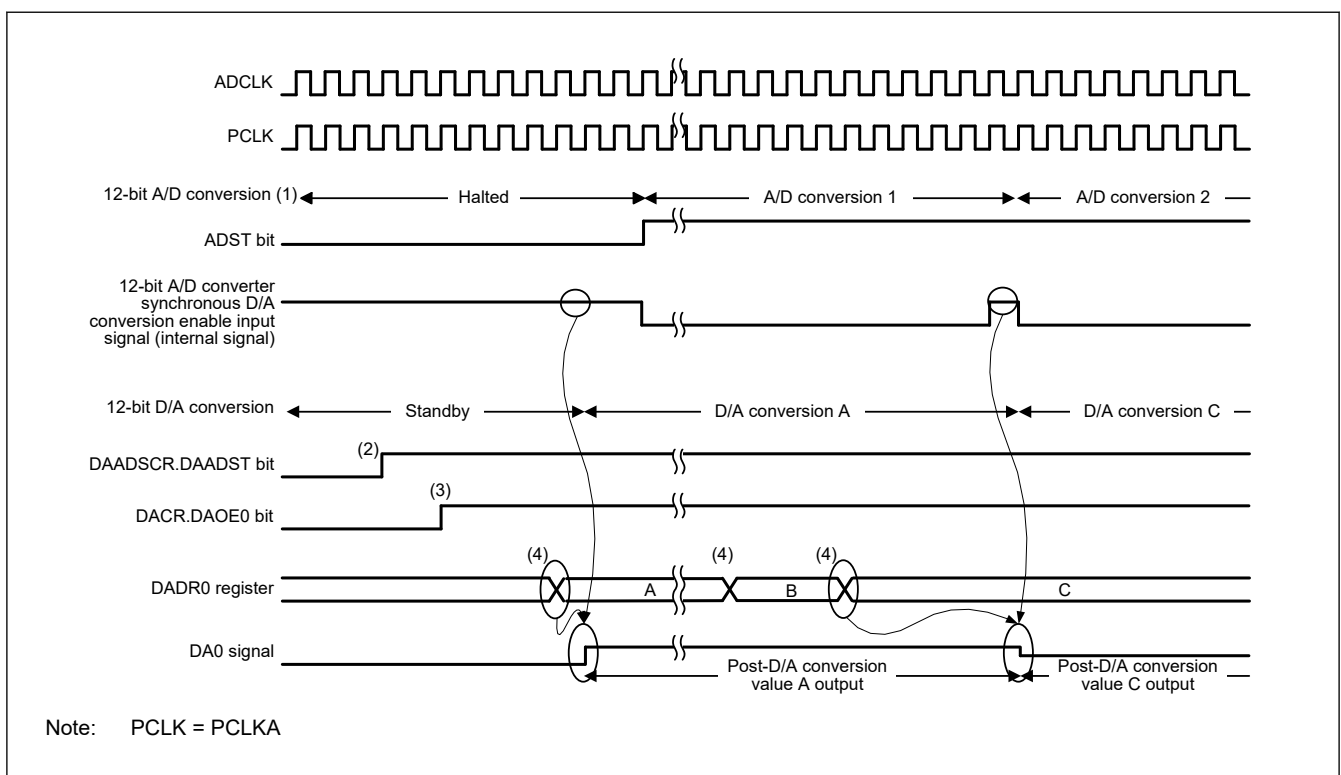 ADCLK
PCLK
12-bit A/D conversion (1)
Halted
A/D conversion 1
A/D conversion 2
ADST bit
12-bit A/D converter
synchronous D/A
conversion enable input
signal (internal signal)
12-bit D/A conversion
Standby
D/A conversion A
D/A conversion C
(2)
DAADSCR.DAADST bit
(3)
DACR.DAOE0 bit
(4)
(4)
(4)
DADR0 register
A
B
C
DA0 signal
Post-D/A conversion
value A output
Post-D/A conversion
value C output
Note: PCLK = PCLKA